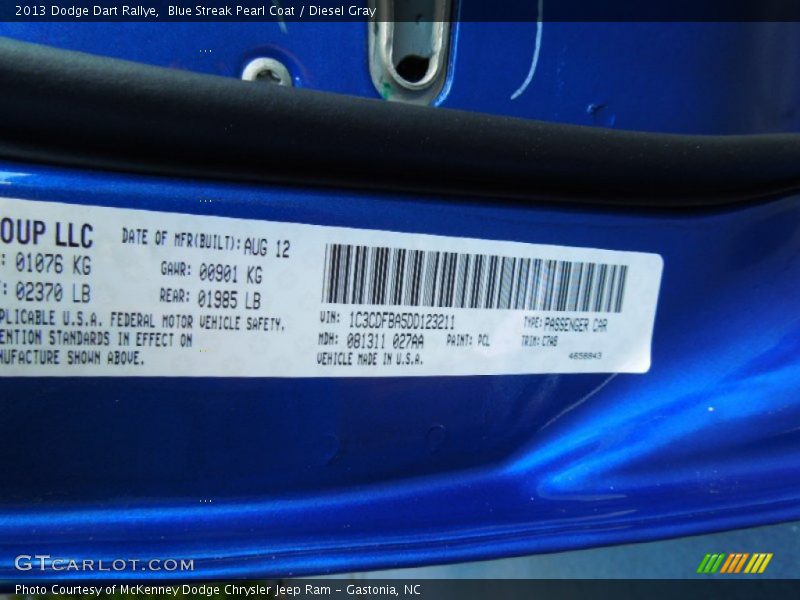 2013 Dodge Dart Rallye, Blue Streak Pearl Coat / Diesel Gray
OUP LLC
DATE OF MFR(BUILT): AUG 12
: 01076 KG
GAWR: 00901 KG
: 02370 LB
REAR: 01985 LB
PLICABLE U.S.A. FEDERAL MOTOR VEHICLE SAFETY,
ENTION STANDARDS IN EFFECT ON
NUFACTURE SHOWN ABOVE.
VIN: 1C3CDFBA5DD123211
TYPE: PASSENGER CAR
MDH: 081311 027AA
PAINT: PCL
TRIM: C7A8
VEHICLE MADE IN U.S.A.
4658843
GTCARLOT.COM
Photo Courtesy of McKenney Dodge Chrysler Jeep Ram - Gastonia, NC